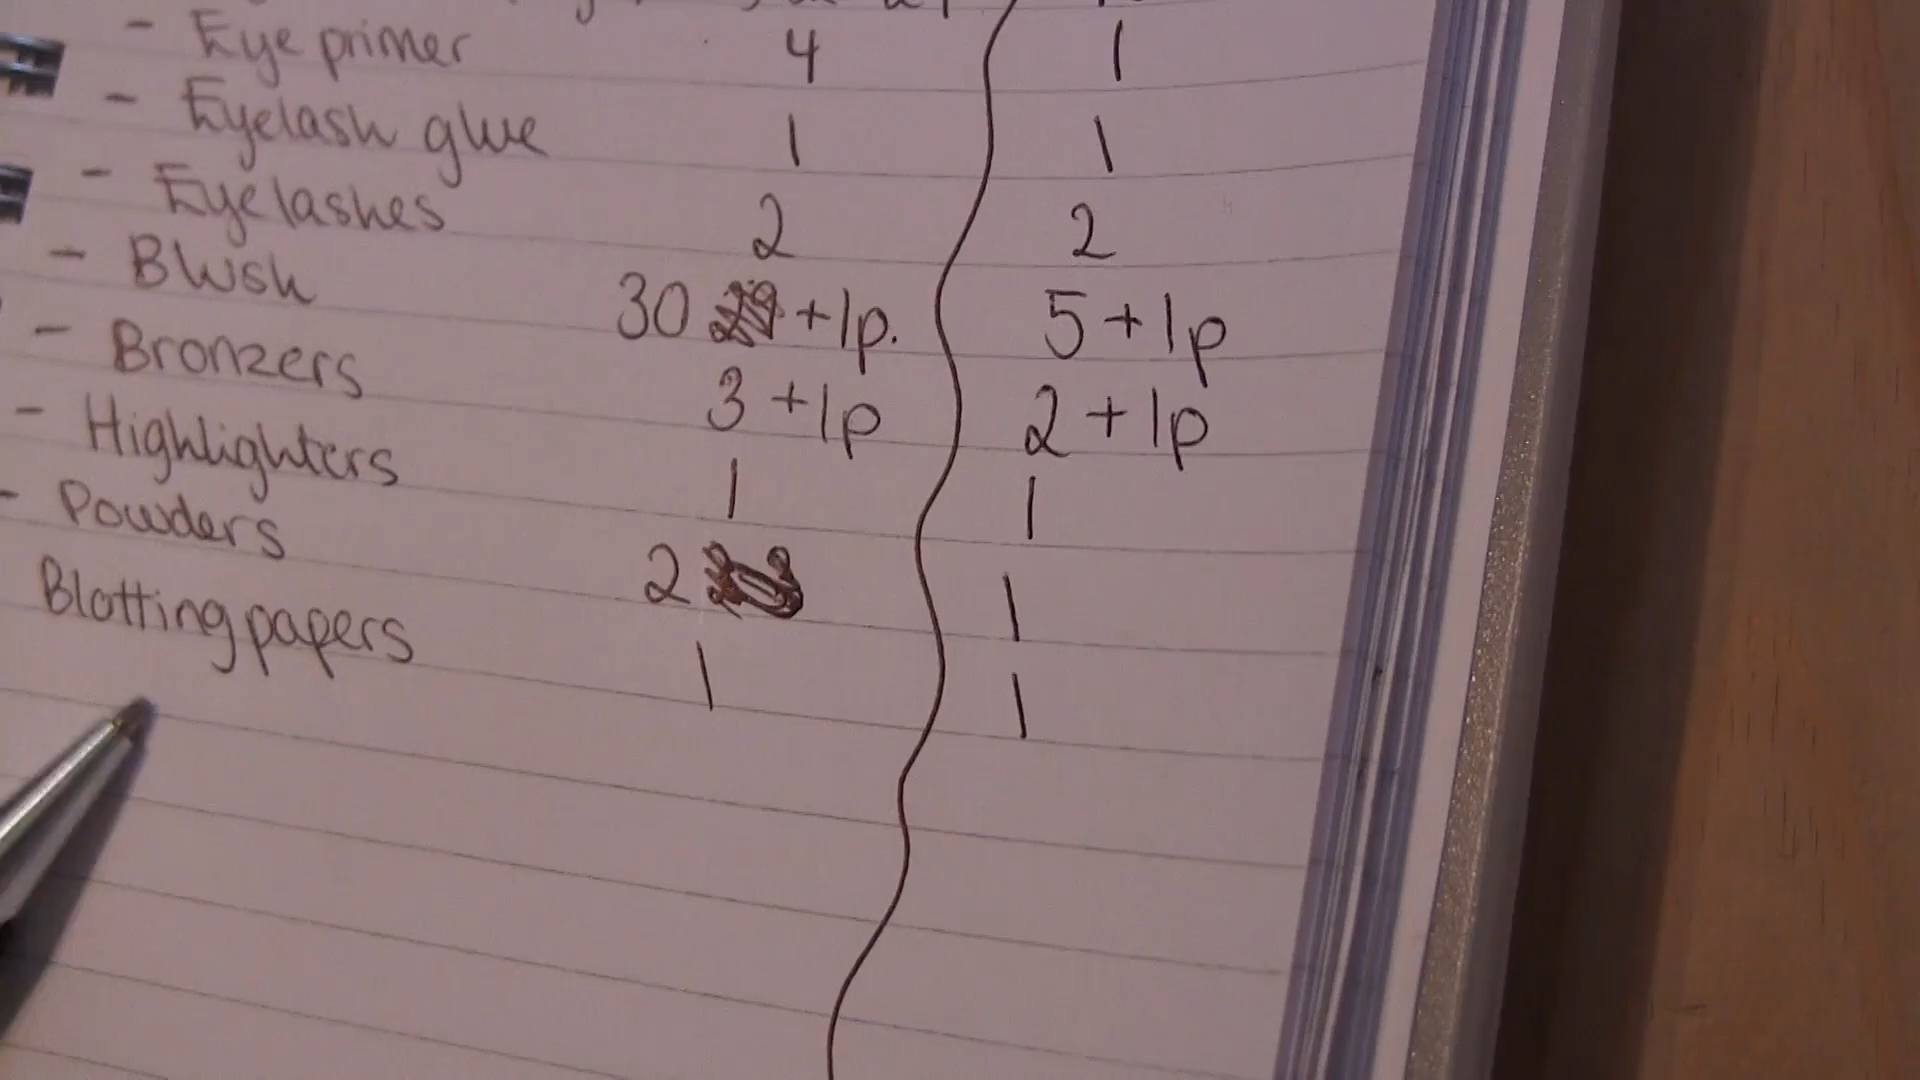 - Eye primer 4 1
- Eyelash glue 1 1
- Eyelashes 2 2
- Blush 30 +1p. 5+1p
- Bronzers 3+1p 2+1p
- Highlighters 1 1
- Powders 2 1
Blotting papers 1 1